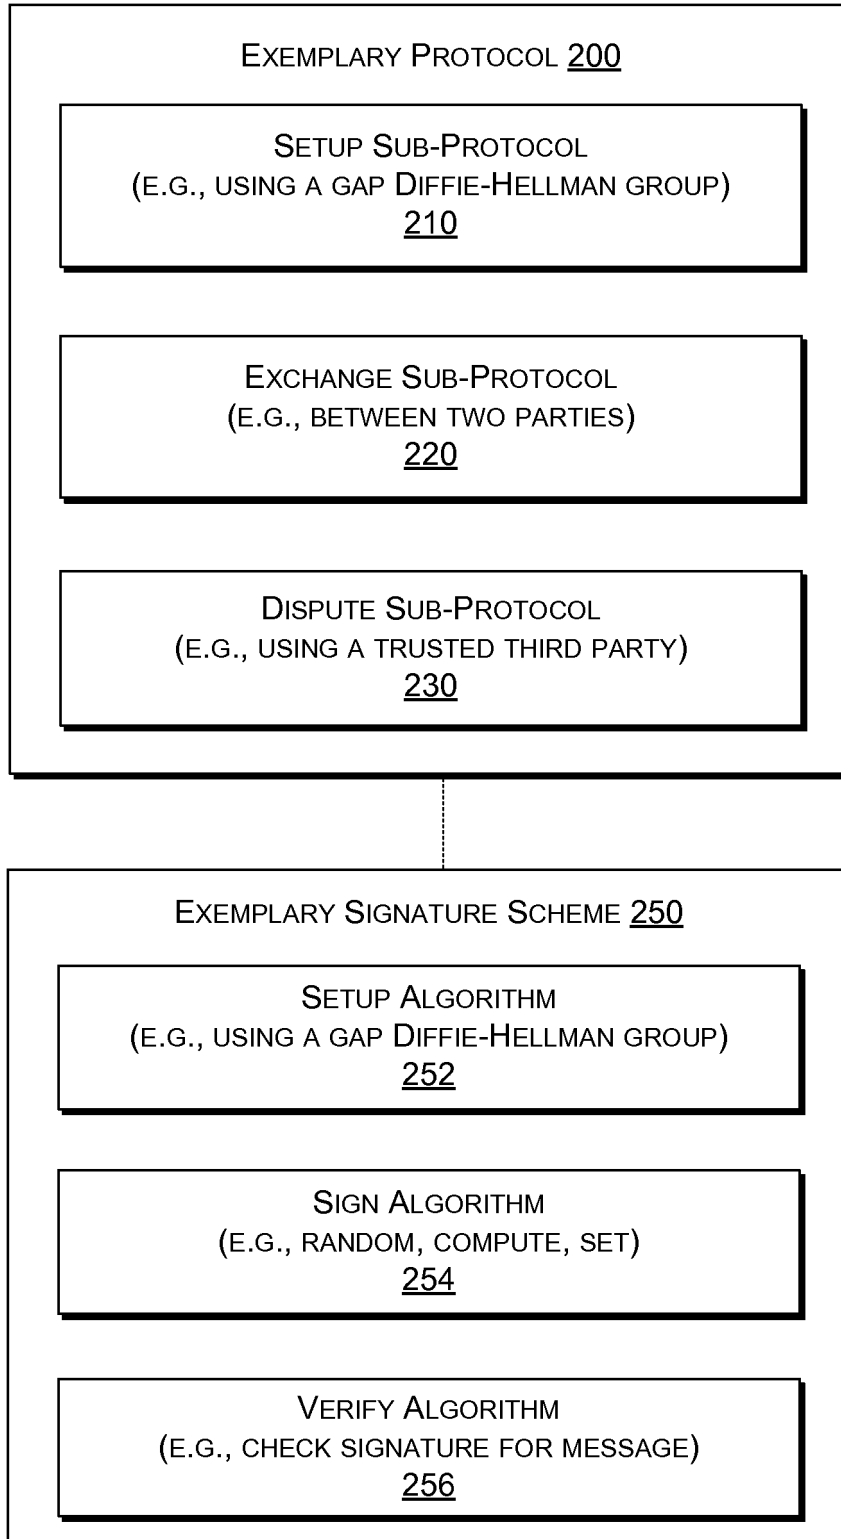 EXEMPLARY PROTOCOL 200
SETUP SUB-PROTOCOL
(E.G., USING A GAP DIFFIE-HELLMAN GROUP)
210
EXCHANGE SUB-PROTOCOL
(E.G., BETWEEN TWO PARTIES)
220
DISPUTE SUB-PROTOCOL
(E.G., USING A TRUSTED THIRD PARTY)
230
EXEMPLARY SIGNATURE SCHEME 250
SETUP ALGORITHM
(E.G., USING A GAP DIFFIE-HELLMAN GROUP)
252
SIGN ALGORITHM
(E.G., RANDOM, COMPUTE, SET)
254
VERIFY ALGORITHM
(E.G., CHECK SIGNATURE FOR MESSAGE)
256